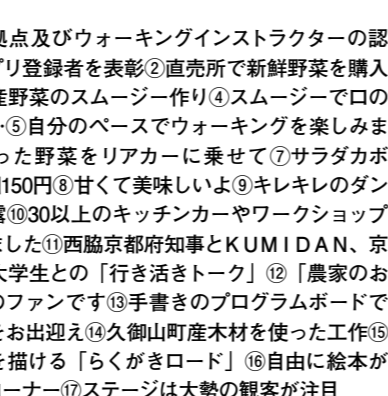 拠点及びウォーキングインストラクターの認
プリ登録者を表彰②直売所で新鮮野菜を購入
産野菜のスムージー作り④スムージーで口の
⑤自分のペースでウォーキングを楽しみま
った野菜をリアカーに乗せて⑦サラダカボ
150円⑧甘くて美味しいよ⑨キレキレのダン
露⑩30以上のキッチンカーやワークショップ
ました⑪西脇京都府知事とKUMIDAN、京
大学生との「行き活きトーク」⑫「農家のお
のファンです⑬手書きのプログラムボードで
をお出迎え⑭久御山町産木材を使った工作⑮
を描ける「らくがきロード」⑯自由に絵本が
コーナー⑰ステージは大勢の観客が注目